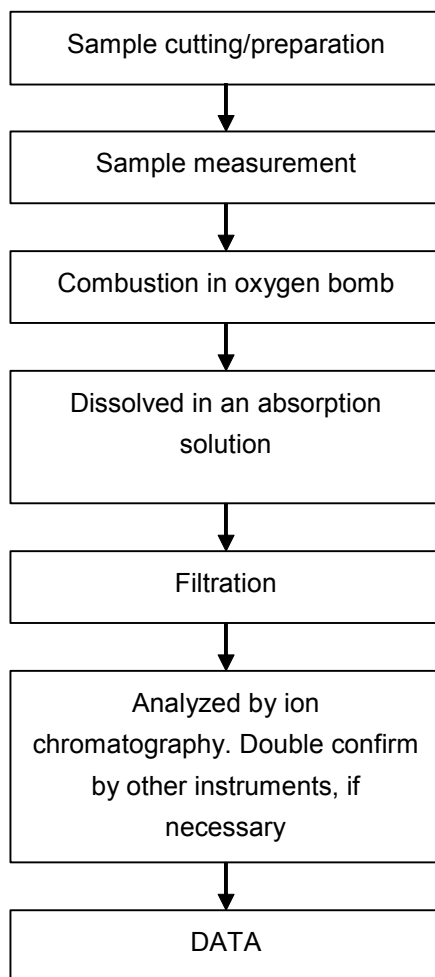 Sample cutting/preparation
Sample measurement
Combustion in oxygen bomb
Dissolved in an absorption
solution
Filtration
Analyzed by ion
chromatography. Double confirm
by other instruments, if
necessary
DATA